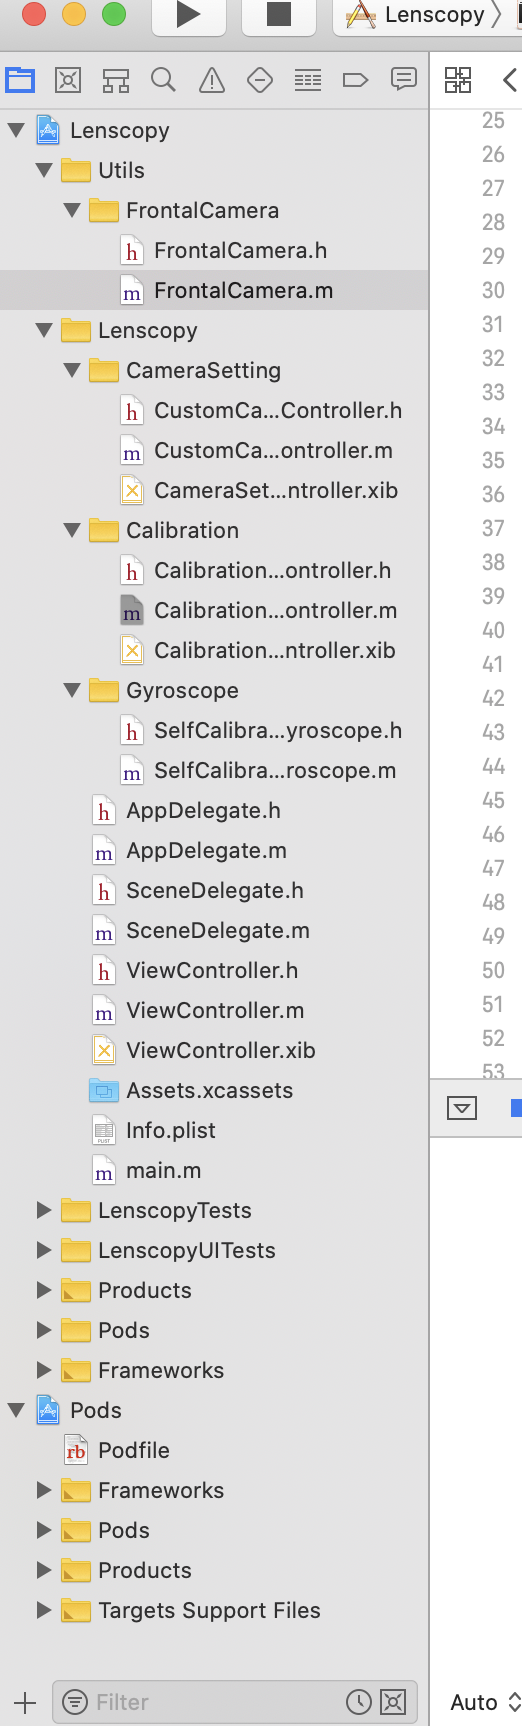 Lenscopy
Lenscopy
Utils
FrontalCamera
FrontalCamera.h
FrontalCamera.m
Lenscopy
CameraSetting
CustomCa...Controller.h
CustomCa...ontroller.m
CameraSet...ntroller.xib
Calibration
Calibration...ontroller.h
Calibration...ontroller.m
Calibration...ntroller.xib
Gyroscope
SelfCalibra...yroscope.h
SelfCalibra...roscope.m
AppDelegate.h
AppDelegate.m
SceneDelegate.h
SceneDelegate.m
ViewController.h
ViewController.m
ViewController.xib
Assets.xcassets
Info.plist
main.m
LenscopyTests
LenscopyUITests
Products
Pods
Frameworks
Pods
Podfile
Frameworks
Pods
Products
Targets Support Files
Filter
25
26
27
28
29
30
31
32
33
34
35
36
37
38
39
40
41
42
43
44
45
46
47
48
49
50
51
52
53
Auto